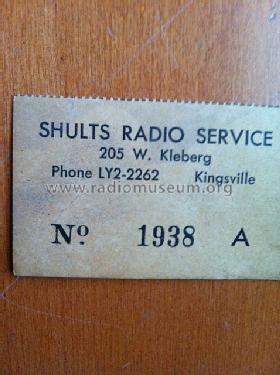 SHULTS RADIO SERVICE
205 W. Kleberg
Phone LY2-2262 Kingsville
www.radiomuseum.org
Nº 1938 A